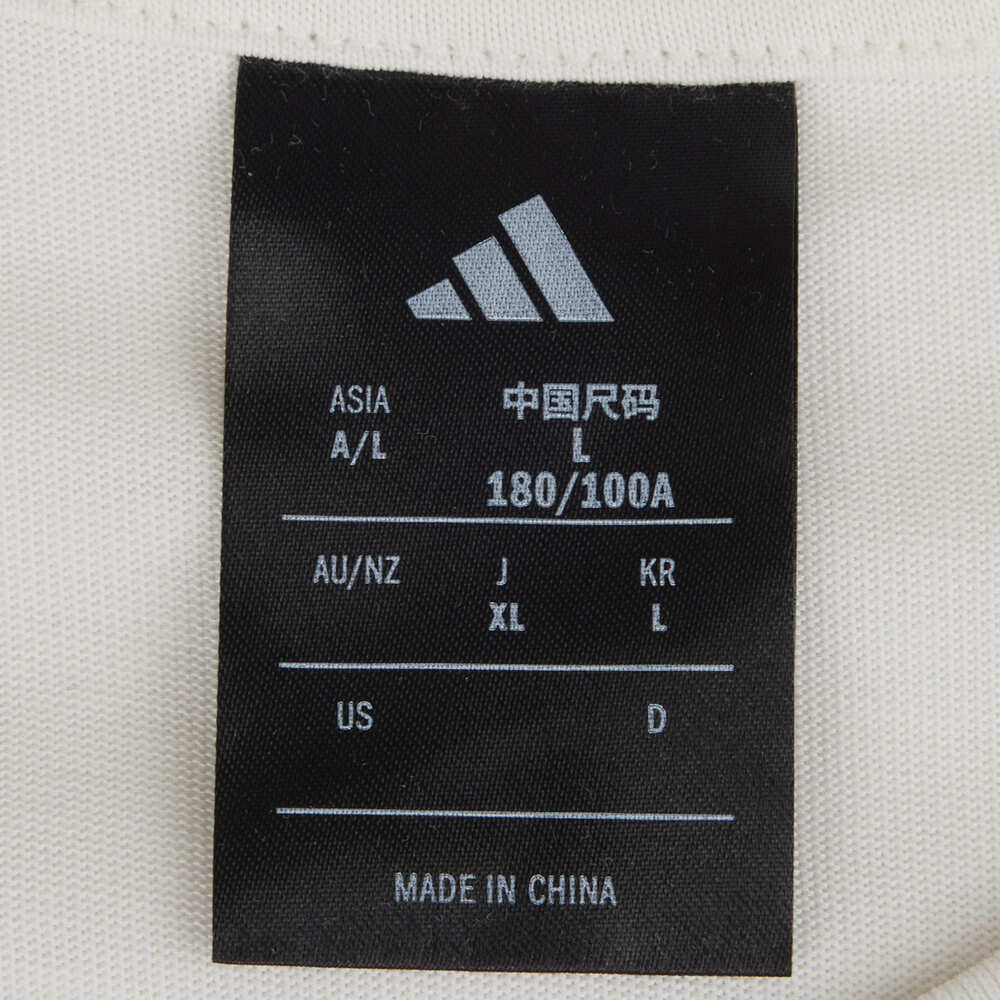 ASIA 中国尺码
A/L L
180/100A
AU/NZ J KR
XL L
US D
MADE IN CHINA